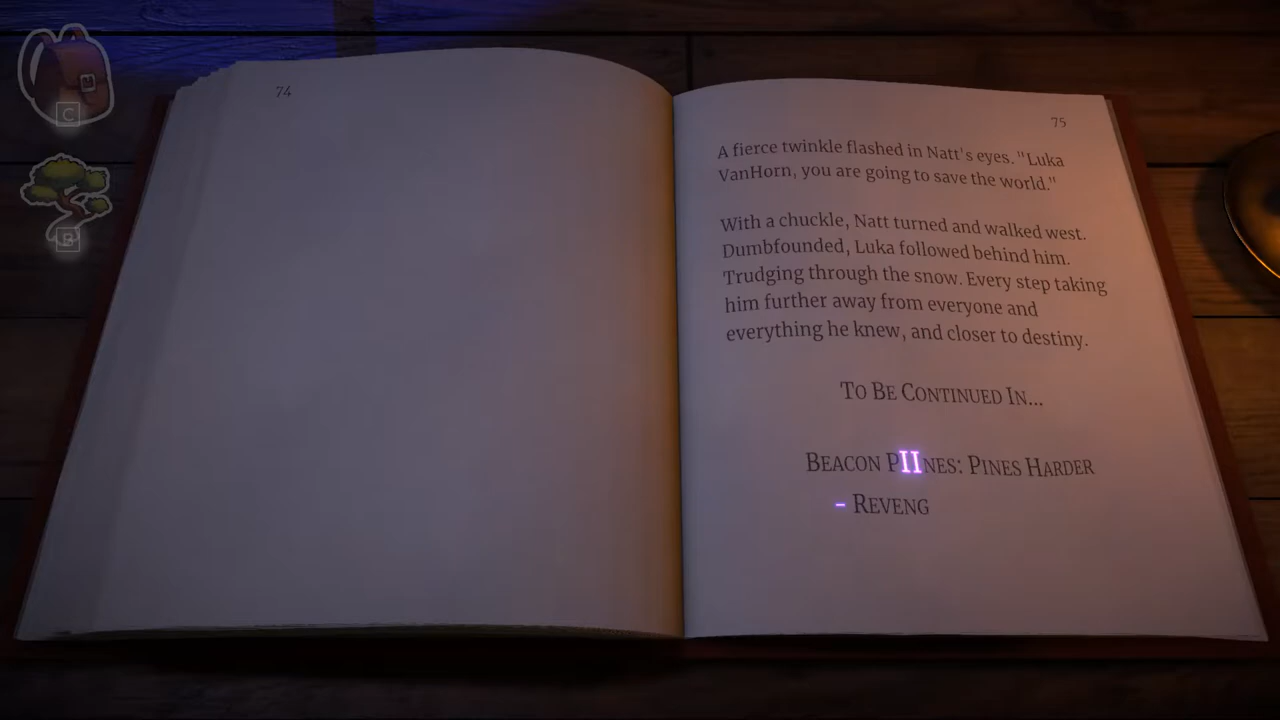 C
B
74
75
A fierce twinkle flashed in Natt's eyes. "Luka
VanHorn, you are going to save the world."
With a chuckle, Natt turned and walked west.
Dumbfounded, Luka followed behind him.
Trudging through the snow. Every step taking
him further away from everyone and
everything he knew, and closer to destiny.
To Be Continued In...
Beacon PIInes: Pines Harder
- Reveng